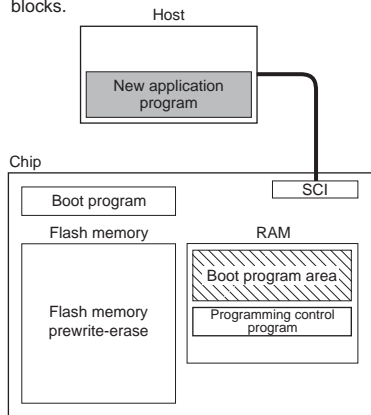 blocks.
Host
New application
program
Chip
SCI
Boot program
Flash memory
RAM
Boot program area
Flash memory
prewrite-erase
Programming control
program